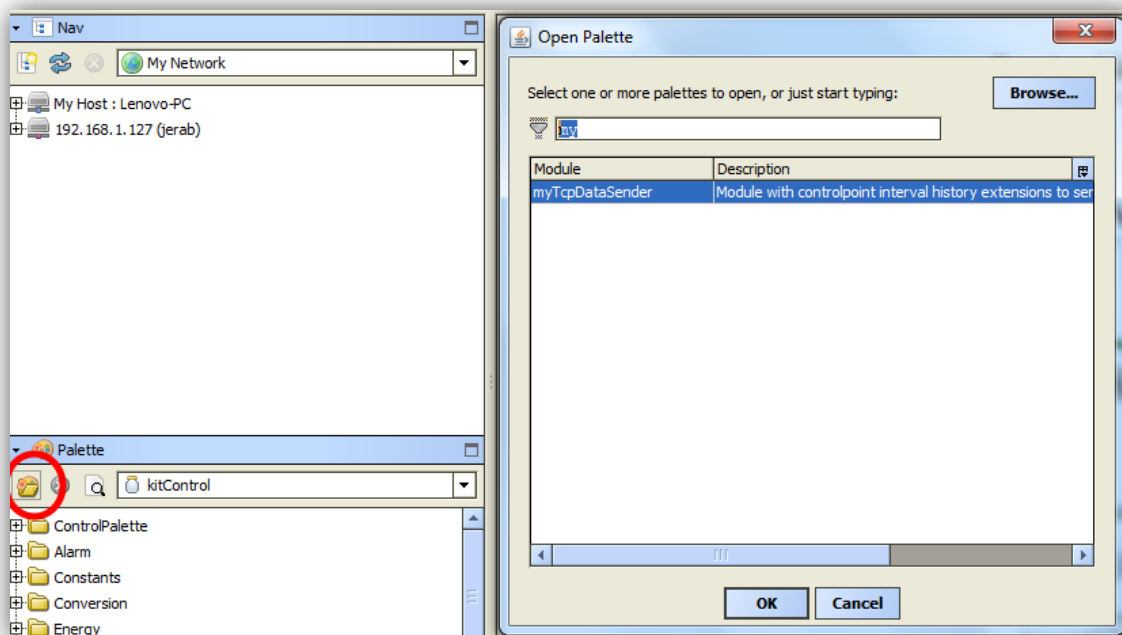 Nav
My Network
My Host : Lenovo-PC
192.168.1.127 (jerab)
Palette
kitControl
ControlPalette
Alarm
Constants
Conversion
Energy
Open Palette
Select one or more palettes to open, or just start typing:
Browse...
my
Module Description
myTcpDataSender Module with controlpoint interval history extensions to ser
OK Cancel